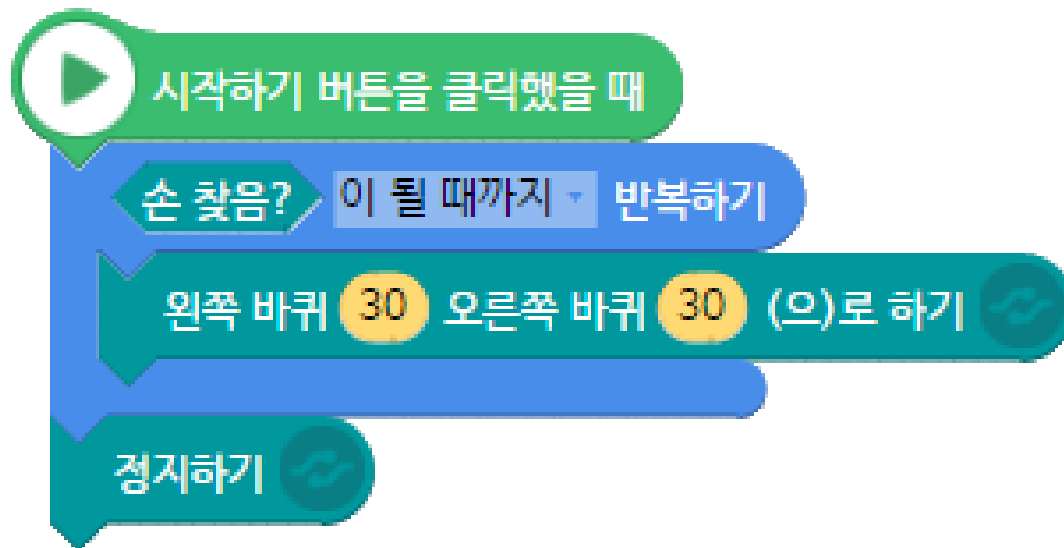 시작하기 버튼을 클릭했을 때
손 찾음? 이 될 때까지 반복하기
왼쪽 바퀴 30 오른쪽 바퀴 30 (으)로 하기
정지하기